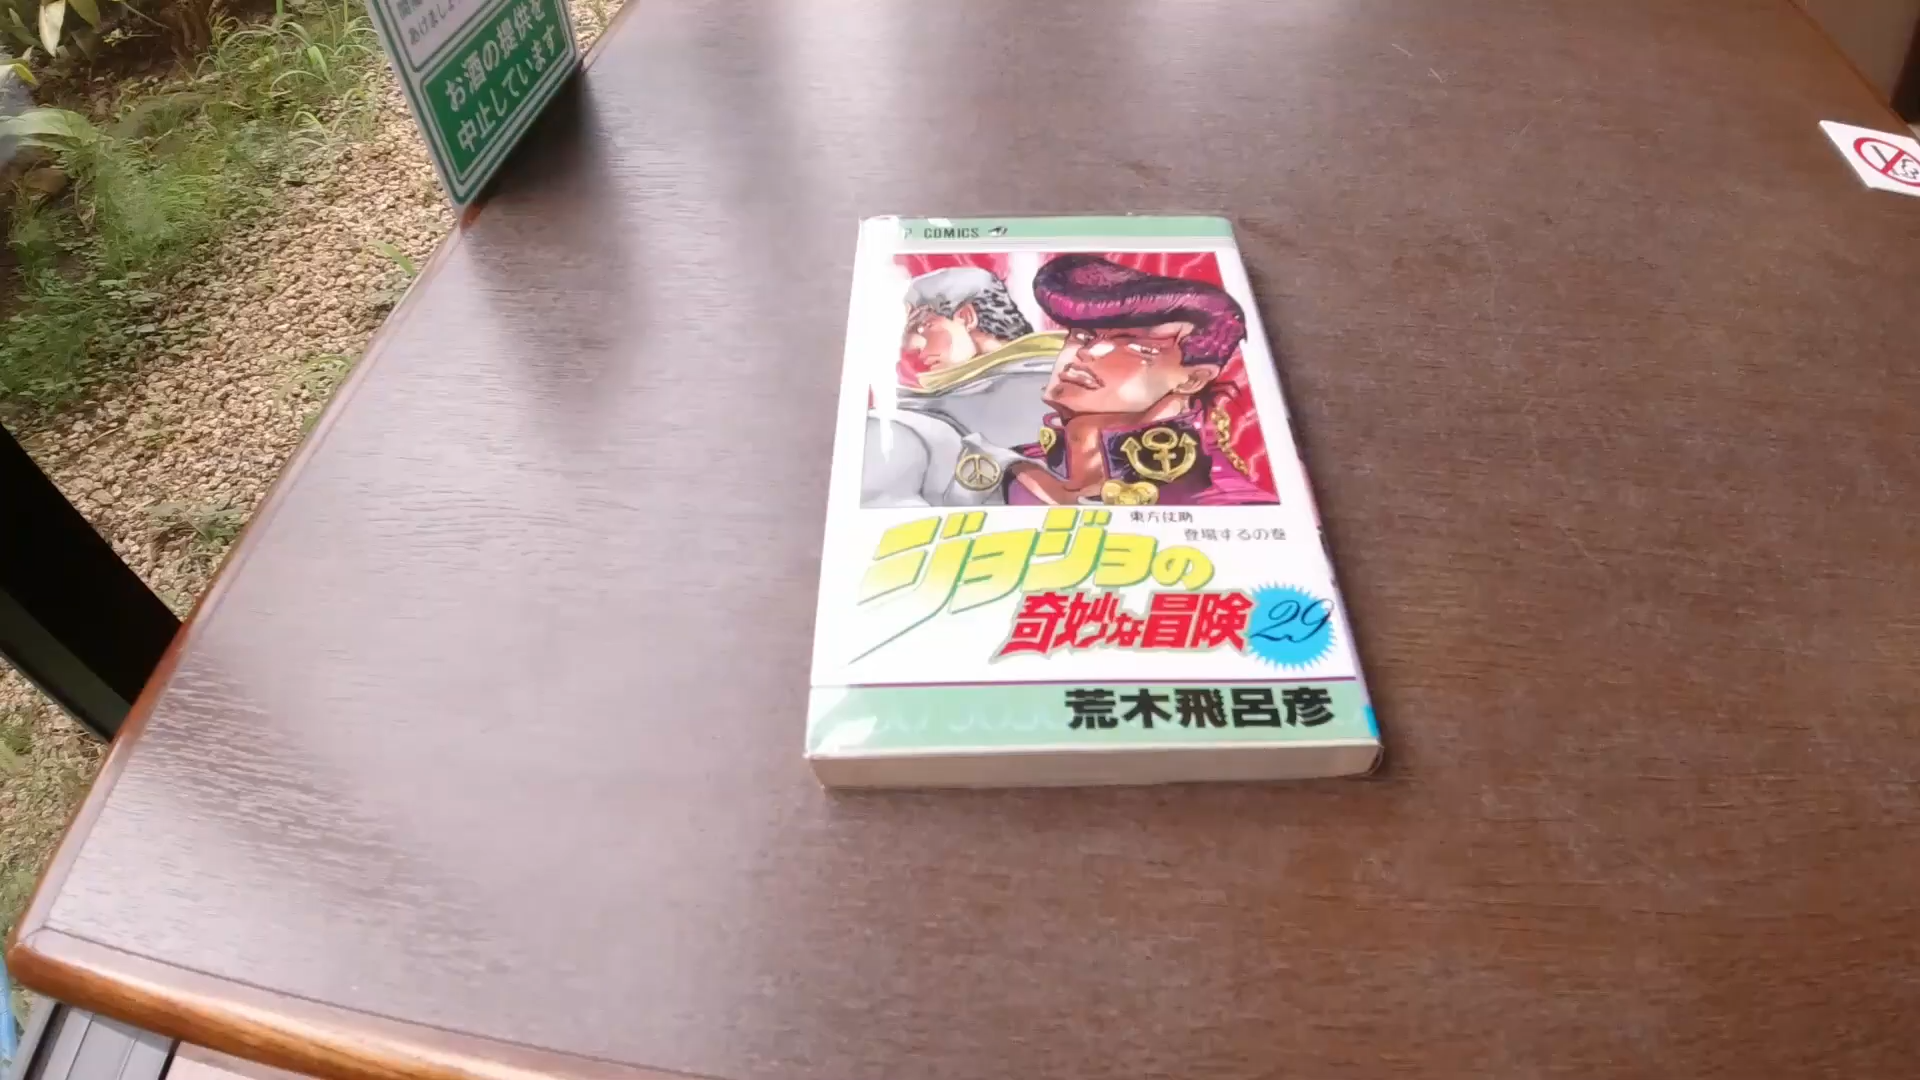 お酒の提供を
中止しています
P COMICS
東方仗助
登場するの巻
ジョジョの
奇妙な冒険 29
荒木飛呂彦